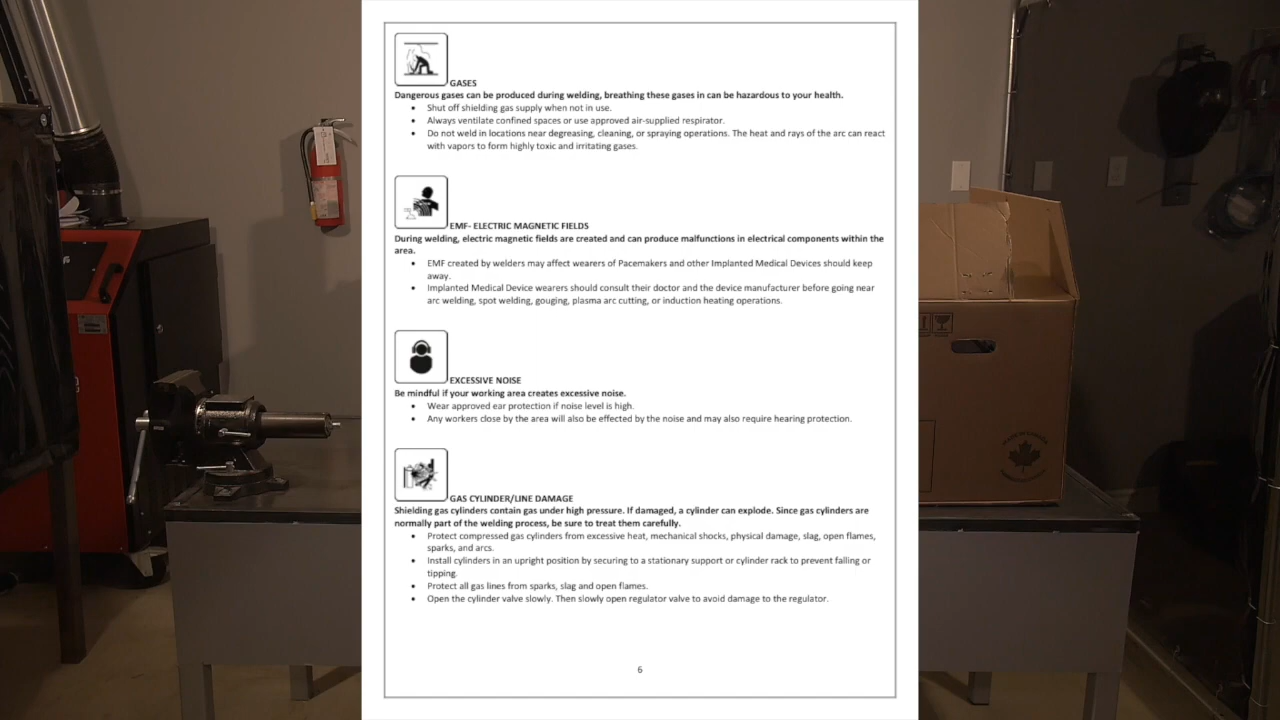 GASES
Dangerous gases can be produced during welding, breathing these gases in can be hazardous to your health.
• Shut off shielding gas supply when not in use.
• Always ventilate confined spaces or use approved air-supplied respirator.
• Do not weld in locations near degreasing, cleaning, or spraying operations. The heat and rays of the arc can react
with vapors to form highly toxic and irritating gases.
EMF- ELECTRIC MAGNETIC FIELDS
During welding, electric magnetic fields are created and can produce malfunctions in electrical components within the
area.
• EMF created by welders may affect wearers of Pacemakers and other Implanted Medical Devices should keep
away.
• Implanted Medical Device wearers should consult their doctor and the device manufacturer before going near
arc welding, spot welding, gouging, plasma arc cutting, or induction heating operations.
EXCESSIVE NOISE
Be mindful if your working area creates excessive noise.
• Wear approved ear protection if noise level is high.
• Any workers close by the area will also be effected by the noise and may also require hearing protection.
GAS CYLINDER/LINE DAMAGE
Shielding gas cylinders contain gas under high pressure. If damaged, a cylinder can explode. Since gas cylinders are
normally part of the welding process, be sure to treat them carefully.
• Protect compressed gas cylinders from excessive heat, mechanical shocks, physical damage, slag, open flames,
sparks, and arcs.
• Install cylinders in an upright position by securing to a stationary support or cylinder rack to prevent falling or
tipping.
• Protect all gas lines from sparks, slag and open flames.
• Open the cylinder valve slowly. Then slowly open regulator valve to avoid damage to the regulator.
6